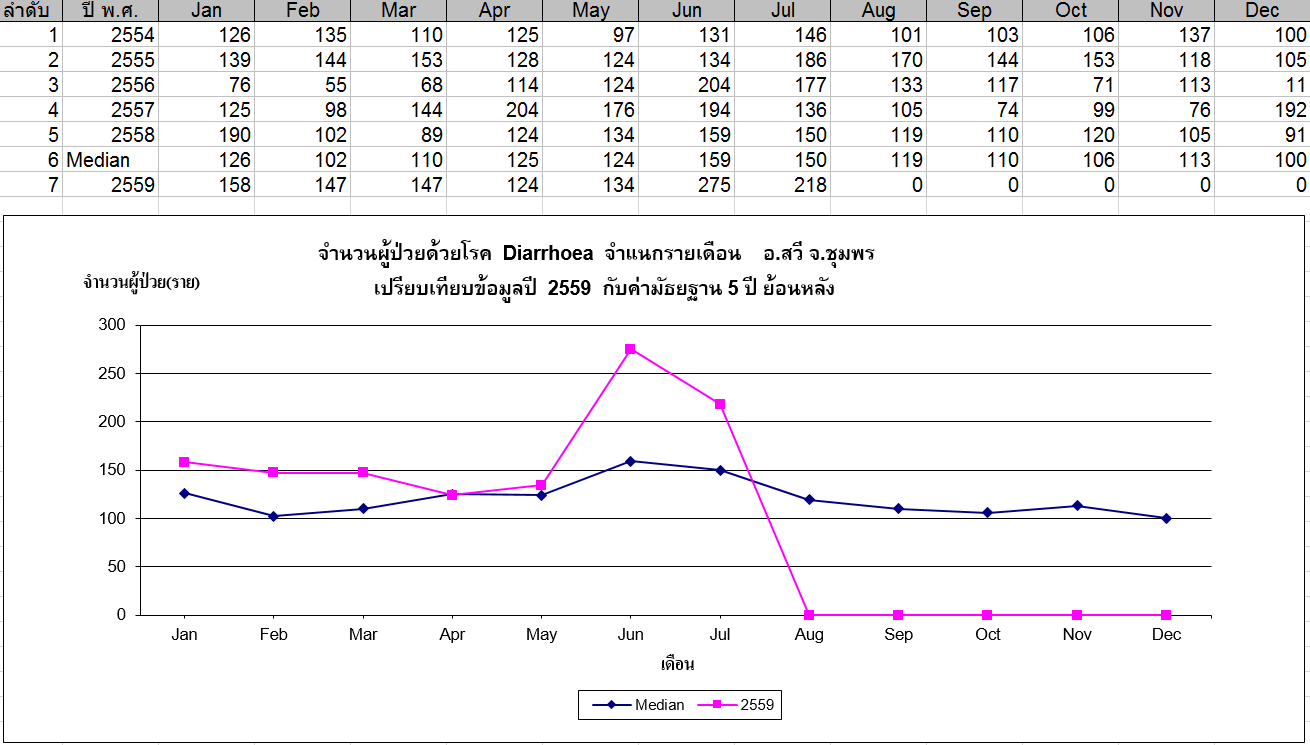 ลำดับ ปี พ.ศ. Jan Feb Mar Apr May Jun Jul Aug Sep Oct Nov Dec
1 2554 126 135 110 125 97 131 146 101 103 106 137 100
2 2555 139 144 153 128 124 134 186 170 144 153 118 105
3 2556 76 55 68 114 124 204 177 133 117 71 113 11
4 2557 125 98 144 204 176 194 136 105 74 99 76 192
5 2558 190 102 89 124 134 159 150 119 110 120 105 91
6 Median 126 102 110 125 124 159 150 119 110 106 113 100
7 2559 158 147 147 124 134 275 218 0 0 0 0 0
จำนวนผู้ป่วยด้วยโรค Diarrhoea จำแนกรายเดือน อ.สวี จ.ชุมพร
เปรียบเทียบข้อมูลปี 2559 กับค่ามัธยฐาน 5 ปี ย้อนหลัง
จำนวนผู้ป่วย(ราย)
300
250
200
150
100
50
0
Jan Feb Mar Apr May Jun Jul Aug Sep Oct Nov Dec
เดือน
Median 2559